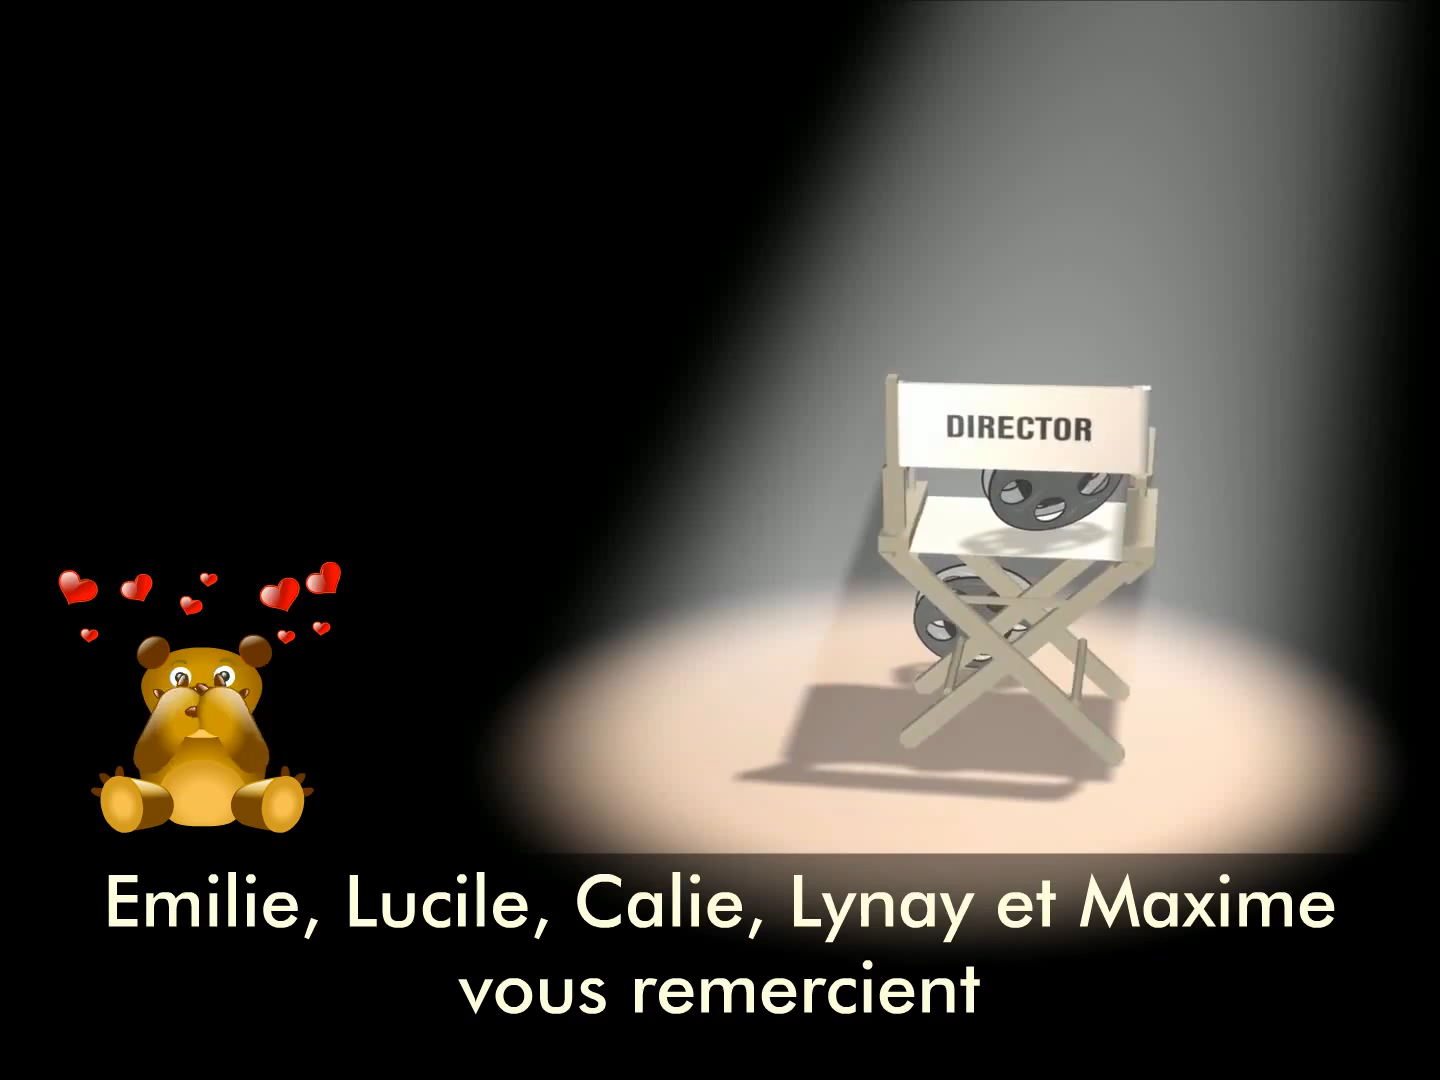 DIRECTOR
Emilie, Lucile, Calie, Lynay et Maxime
vous remercient